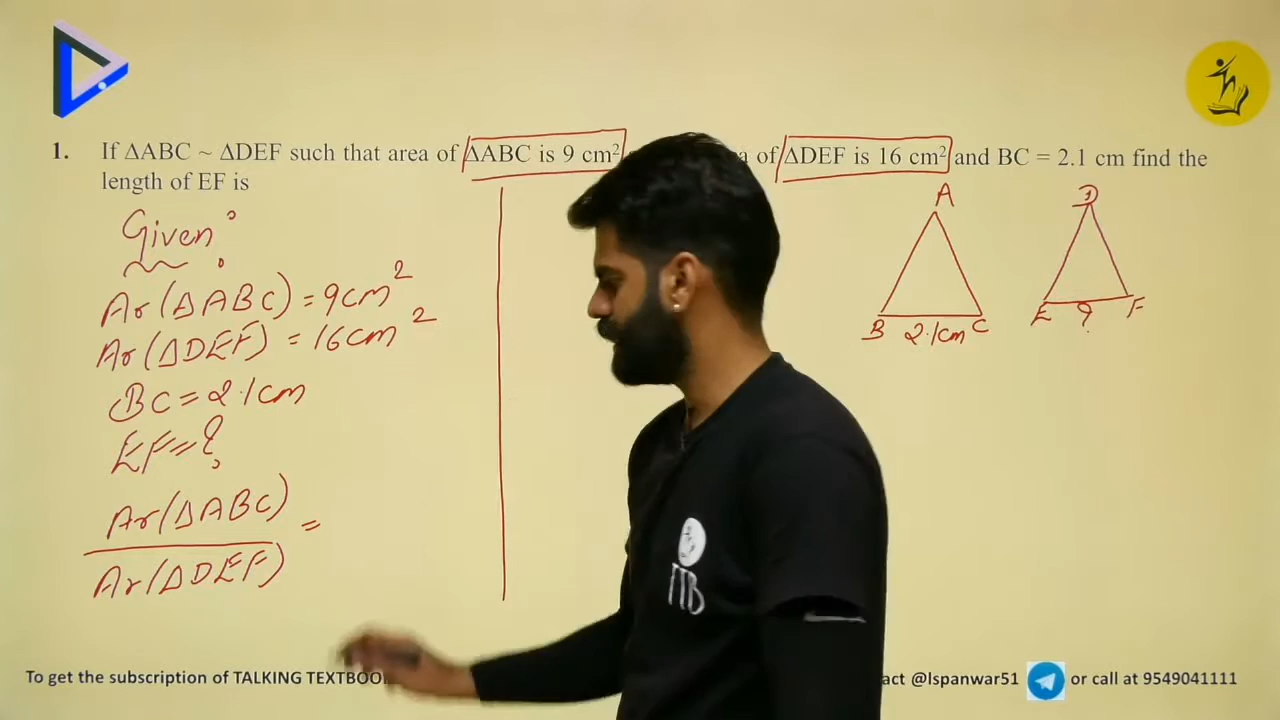 1. If ΔABC ~ ΔDEF such that area of ΔABC is 9 cm² of ΔDEF is 16 cm² and BC = 2.1 cm find the
length of EF is
Given :
Ar(ΔABC) = 9cm²
Ar(ΔDEF) = 16cm²
BC = 2.1cm
EF = ?
Ar(ΔABC) =
Ar(ΔDEF)
A
B 2.1cm C
D
E ? F
ITB
To get the subscription of TALKING TEXTBOO @lspanwar51 or call at 9549041111